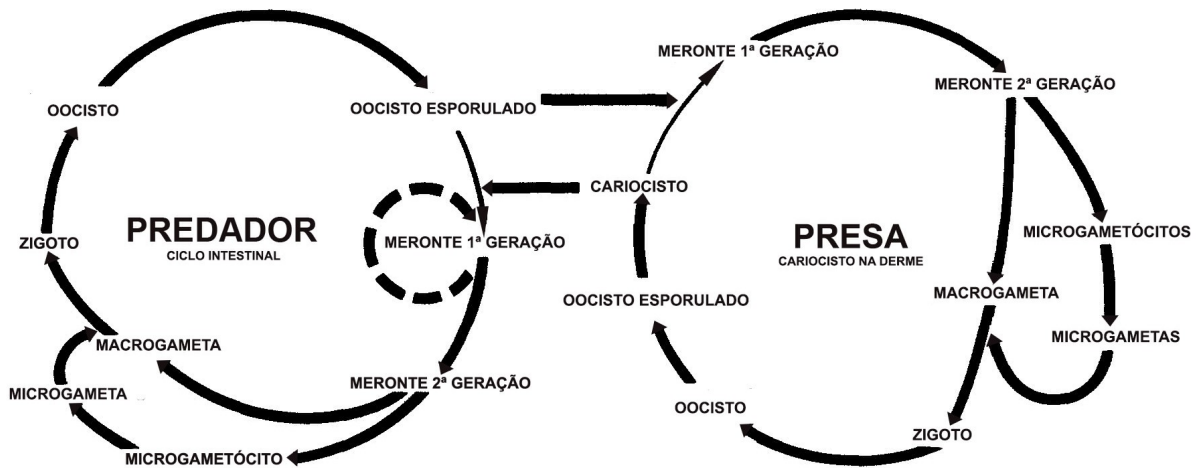 OOCISTO
OOCISTO ESPORULADO
PREDADOR
CICLO INTESTINAL
MERONTE 1ª GERAÇÃO
ZIGOTO
MACROGAMETA
MICROGAMETA
MERONTE 2ª GERAÇÃO
MICROGAMETÓCITO
MERONTE 1ª GERAÇÃO
MERONTE 2ª GERAÇÃO
CARIOCISTO
PRESA
CARIOCISTO NA DERME
MICROGAMETÓCITOS
MACROGAMETA
OOCISTO ESPORULADO
MICROGAMETAS
OOCISTO
ZIGOTO